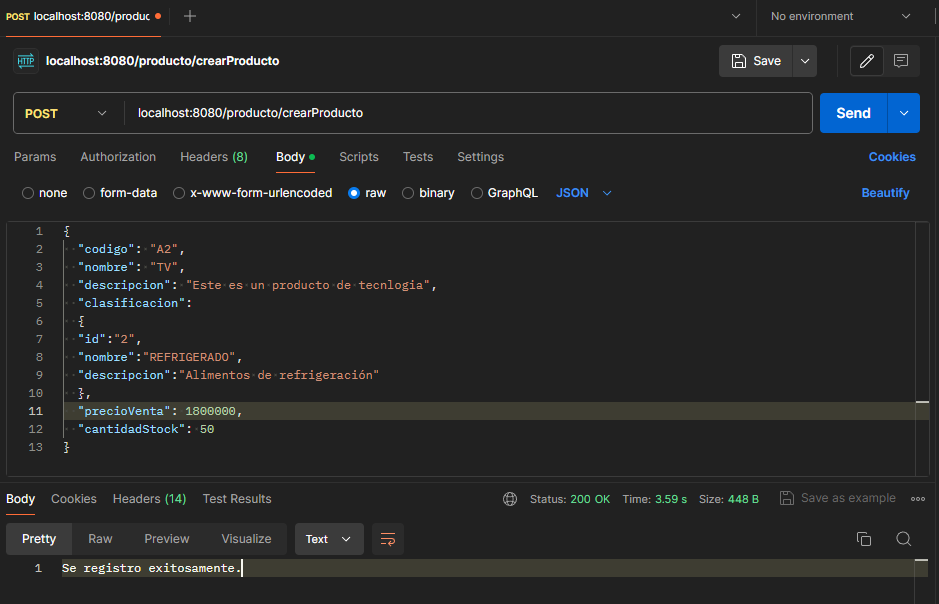 POST localhost:8080/produc
No environment
HTTP localhost:8080/producto/crearProducto
Save
POST localhost:8080/producto/crearProducto
Send
Params Authorization Headers (8) Body Scripts Tests Settings Cookies
none form-data x-www-form-urlencoded raw binary GraphQL JSON Beautify
1 {
2 "codigo": "A2",
3 "nombre": "TV",
4 "descripcion": "Este es un producto de tecnlogia",
5 "clasificacion":
6 {
7 "id":"2",
8 "nombre":"REFRIGERADO",
9 "descripcion":"Alimentos de refrigeración"
10 },
11 "precioVenta": 1800000,
12 "cantidadStock": 50
13 }
Body Cookies Headers (14) Test Results Status: 200 OK Time: 3.59 s Size: 448 B Save as example
Pretty Raw Preview Visualize Text
1 Se registro exitosamente.